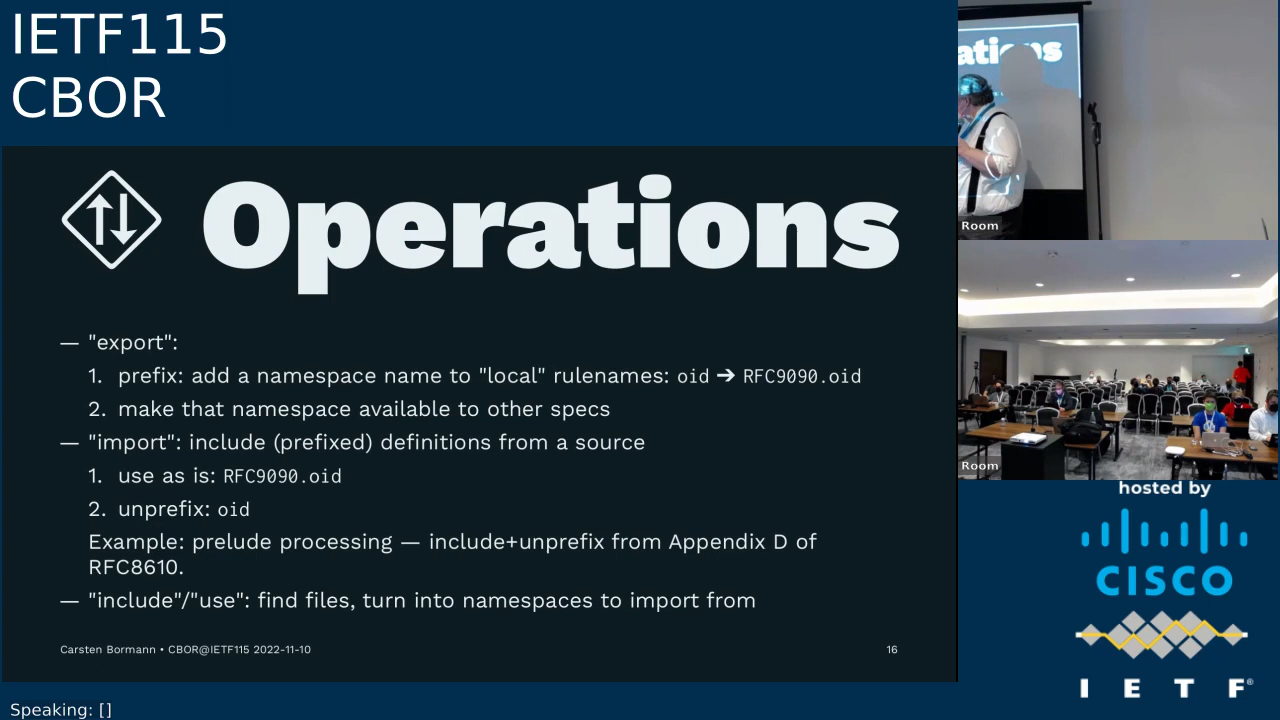 IETF115
CBOR
Operations
— "export":
1. prefix: add a namespace name to "local" rulenames: oid ➔ RFC9090.oid
2. make that namespace available to other specs
— "import": include (prefixed) definitions from a source
1. use as is: RFC9090.oid
2. unprefix: oid
Example: prelude processing — include+unprefix from Appendix D of
RFC8610.
— "include"/"use": find files, turn into namespaces to import from
Carsten Bormann • CBOR@IETF115 2022-11-10
16
Speaking: []
ations
Room
Room
hosted by
CISCO
I E T F®